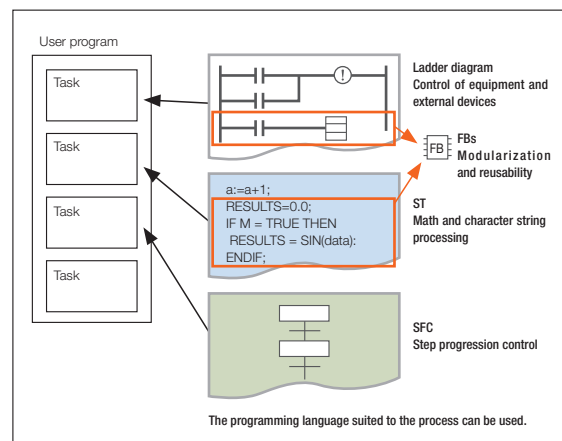 User program
Task
Task
Task
Task
Ladder diagram
Control of equipment and
external devices
FB
FBs
Modularization
and reusability
a:=a+1;
RESULTS=0.0;
IF M = TRUE THEN
RESULTS = SIN(data):
ENDIF;
ST
Math and character string
processing
SFC
Step progression control
The programming language suited to the process can be used.